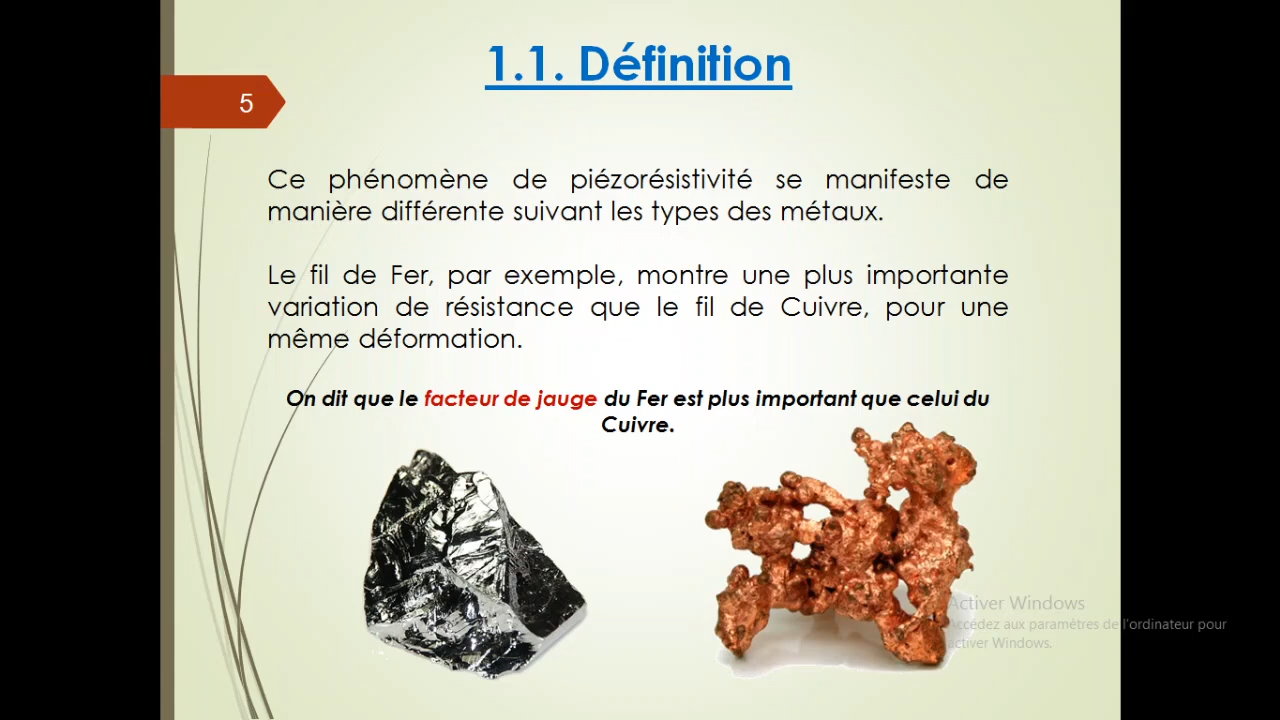 1.1. Définition
5
Ce phénomène de piézorésistivité se manifeste de
manière différente suivant les types des métaux.
Le fil de Fer, par exemple, montre une plus importante
variation de résistance que le fil de Cuivre, pour une
même déformation.
On dit que le facteur de jauge du Fer est plus important que celui du
Cuivre.
Activer Windows
Accédez aux paramètres de l'ordinateur pour
activer Windows.